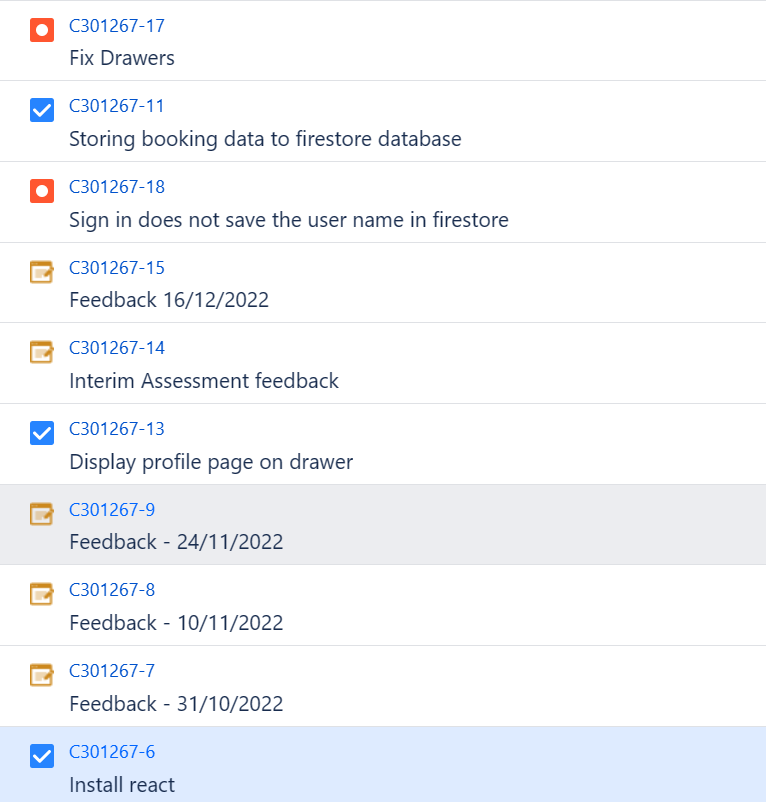 C301267-17
Fix Drawers
C301267-11
Storing booking data to firestore database
C301267-18
Sign in does not save the user name in firestore
C301267-15
Feedback 16/12/2022
C301267-14
Interim Assessment feedback
C301267-13
Display profile page on drawer
C301267-9
Feedback - 24/11/2022
C301267-8
Feedback - 10/11/2022
C301267-7
Feedback - 31/10/2022
C301267-6
Install react